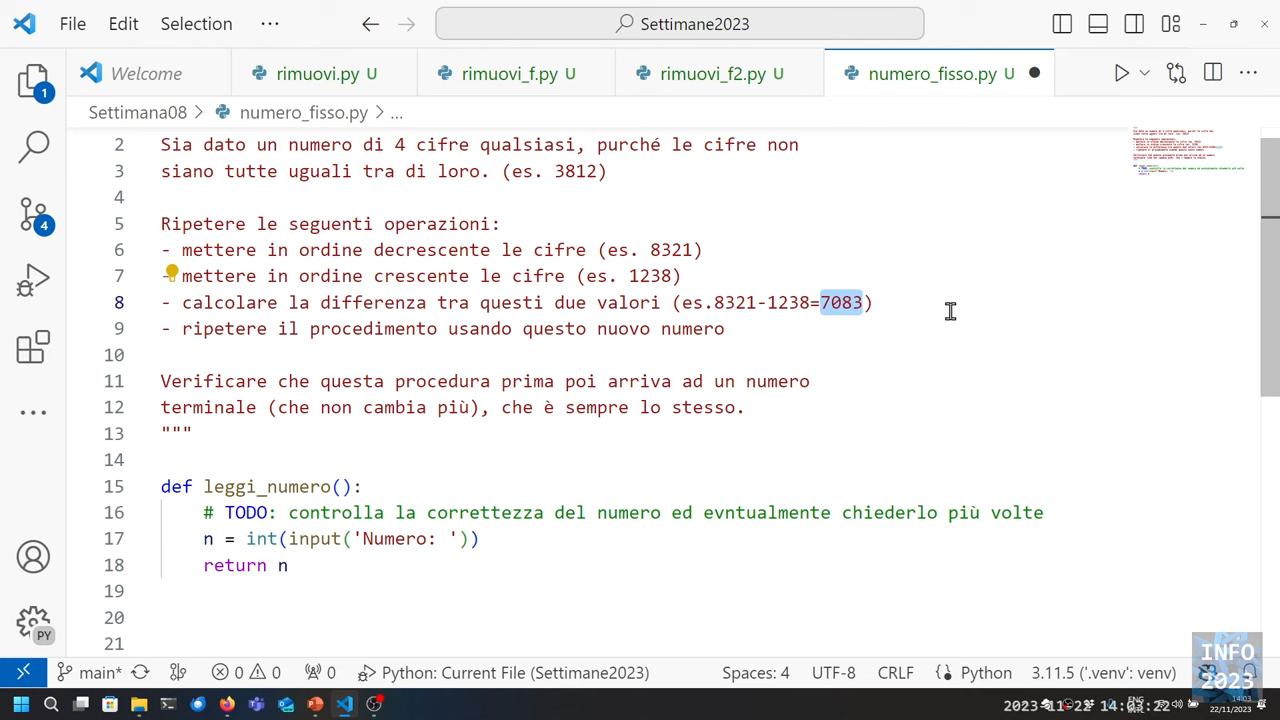 File Edit Selection ··· Settimane2023
Welcome rimuovi.py U rimuovi_f.py U rimuovi_f2.py U numero_fisso.py U
Settimana08 > numero_fisso.py > ...
2 Sia dato un numero di 4 cifre qualsiasi, purché le cifre non
3 siano tutte uguali tra di loro. (es. 3812)
4
5 Ripetere le seguenti operazioni:
6 - mettere in ordine decrescente le cifre (es. 8321)
7 - mettere in ordine crescente le cifre (es. 1238)
8 - calcolare la differenza tra questi due valori (es.8321-1238=7083)
9 - ripetere il procedimento usando questo nuovo numero
10
11 Verificare che questa procedura prima poi arriva ad un numero
12 terminale (che non cambia più), che è sempre lo stesso.
13 """
14
15 def leggi_numero():
16 # TODO: controlla la correttezza del numero ed evntualmente chiederlo più volte
17 n = int(input('Numero: '))
18 return n
19
20
21
1
4
PY
main* 0 0 0 Python: Current File (Settimane2023) Spaces: 4 UTF-8 CRLF Python 3.11.5 ('.venv': venv)
INFO
2023
ENG 14:03
22/11/2023